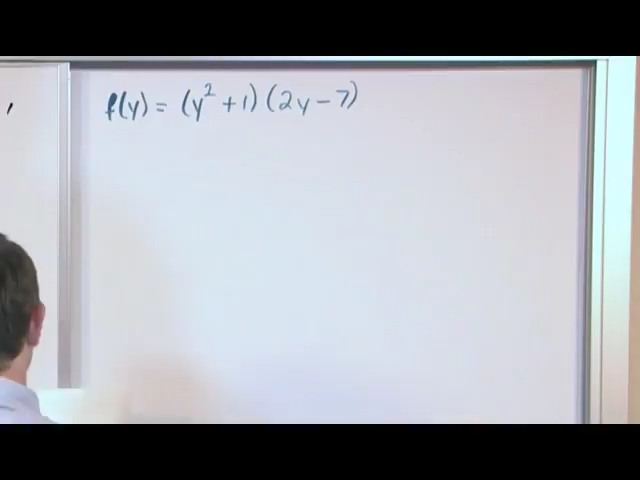 f(y) = (y² + 1) (2y - 7)